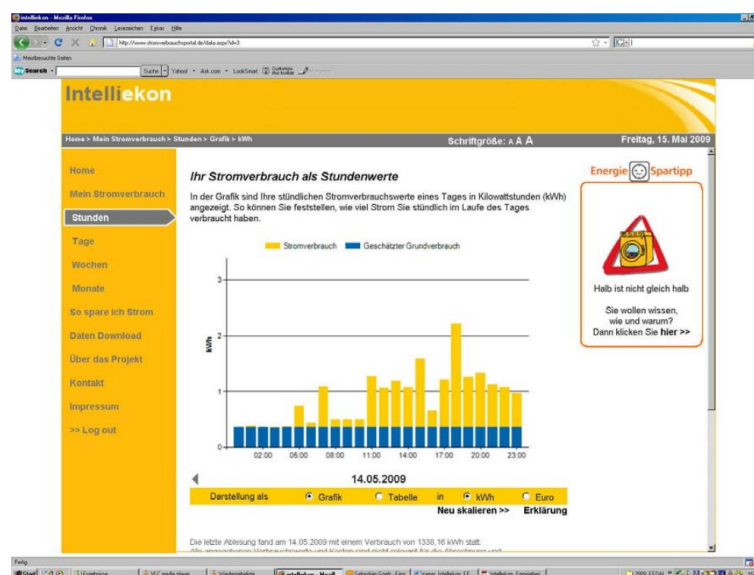 intelliekon - Mozilla Firefox
Datei Bearbeiten Ansicht Chronik Lesezeichen Extras Hilfe
http://www.stromverbrauchsportal.de/data.aspx?id=3
Meistbesuchte Seiten
Search Suche Yahoo Ask.com LookSmart
Intelliekon
Home > Mein Stromverbrauch > Stunden > Grafik > kWh
Schriftgröße: A A A
Freitag, 15. Mai 2009
Home
Mein Stromverbrauch
Stunden
Tage
Wochen
Monate
So spare ich Strom
Daten Download
Über das Projekt
Kontakt
Impressum
>> Log out
Ihr Stromverbrauch als Stundenwerte
In der Grafik sind Ihre stündlichen Stromverbrauchswerte eines Tages in Kilowattstunden (kWh)
angezeigt. So können Sie feststellen, wie viel Strom Sie stündlich im Laufe des Tages
verbraucht haben.
Stromverbrauch Geschätzter Grundverbrauch
3
2
1
0
kWh
02:00 05:00 08:00 11:00 14:00 17:00 20:00 23:00
14.05.2009
Darstellung als Grafik Tabelle in kWh Euro
Neu skalieren >> Erklärung
Die letzte Ablesung fand am 14.05.2009 mit einem Verbrauch von 1338,16 kWh statt.
Energie Spartipp
Halb ist nicht gleich halb
Sie wollen wissen,
wie und warum?
Dann klicken Sie hier >>
Fertig
Start